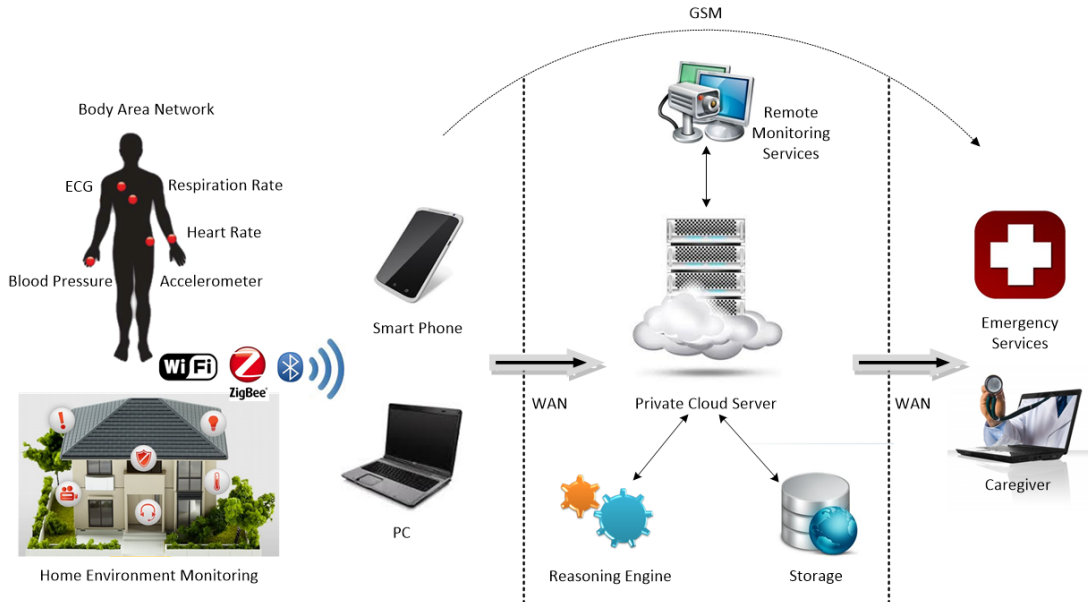 GSM
Body Area Network
ECG
Respiration Rate
Heart Rate
Blood Pressure
Accelerometer
WiFi
ZigBee®
Home Environment Monitoring
Smart Phone
PC
WAN
Remote
Monitoring
Services
Private Cloud Server
Reasoning Engine
Storage
WAN
Emergency
Services
Caregiver